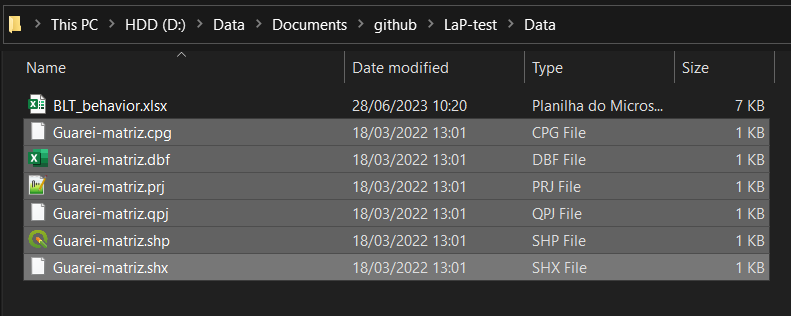 This PC > HDD (D:) > Data > Documents > github > LaP-test > Data
Name Date modified Type Size
BLT_behavior.xlsx 28/06/2023 10:20 Planilha do Micros... 7 KB
Guarei-matriz.cpg 18/03/2022 13:01 CPG File 1 KB
Guarei-matriz.dbf 18/03/2022 13:01 DBF File 1 KB
Guarei-matriz.prj 18/03/2022 13:01 PRJ File 1 KB
Guarei-matriz.qpj 18/03/2022 13:01 QPJ File 1 KB
Guarei-matriz.shp 18/03/2022 13:01 SHP File 1 KB
Guarei-matriz.shx 18/03/2022 13:01 SHX File 1 KB